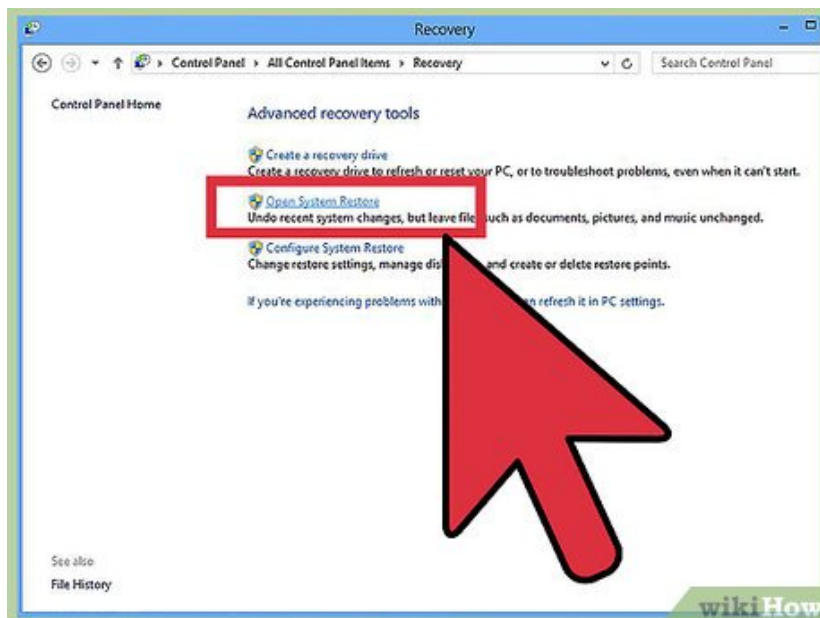 Recovery
Control Panel All Control Panel Items Recovery Search Control Panel
Control Panel Home
Advanced recovery tools
Create a recovery drive
Create a recovery drive to refresh or reset your PC, or to troubleshoot problems, even when it can't start.
Open System Restore
Undo recent system changes, but leave files such as documents, pictures, and music unchanged.
Configure System Restore
Change restore settings, manage dis and create or delete restore points.
If you're experiencing problems with refresh it in PC settings.
See also
File History
wikiHow